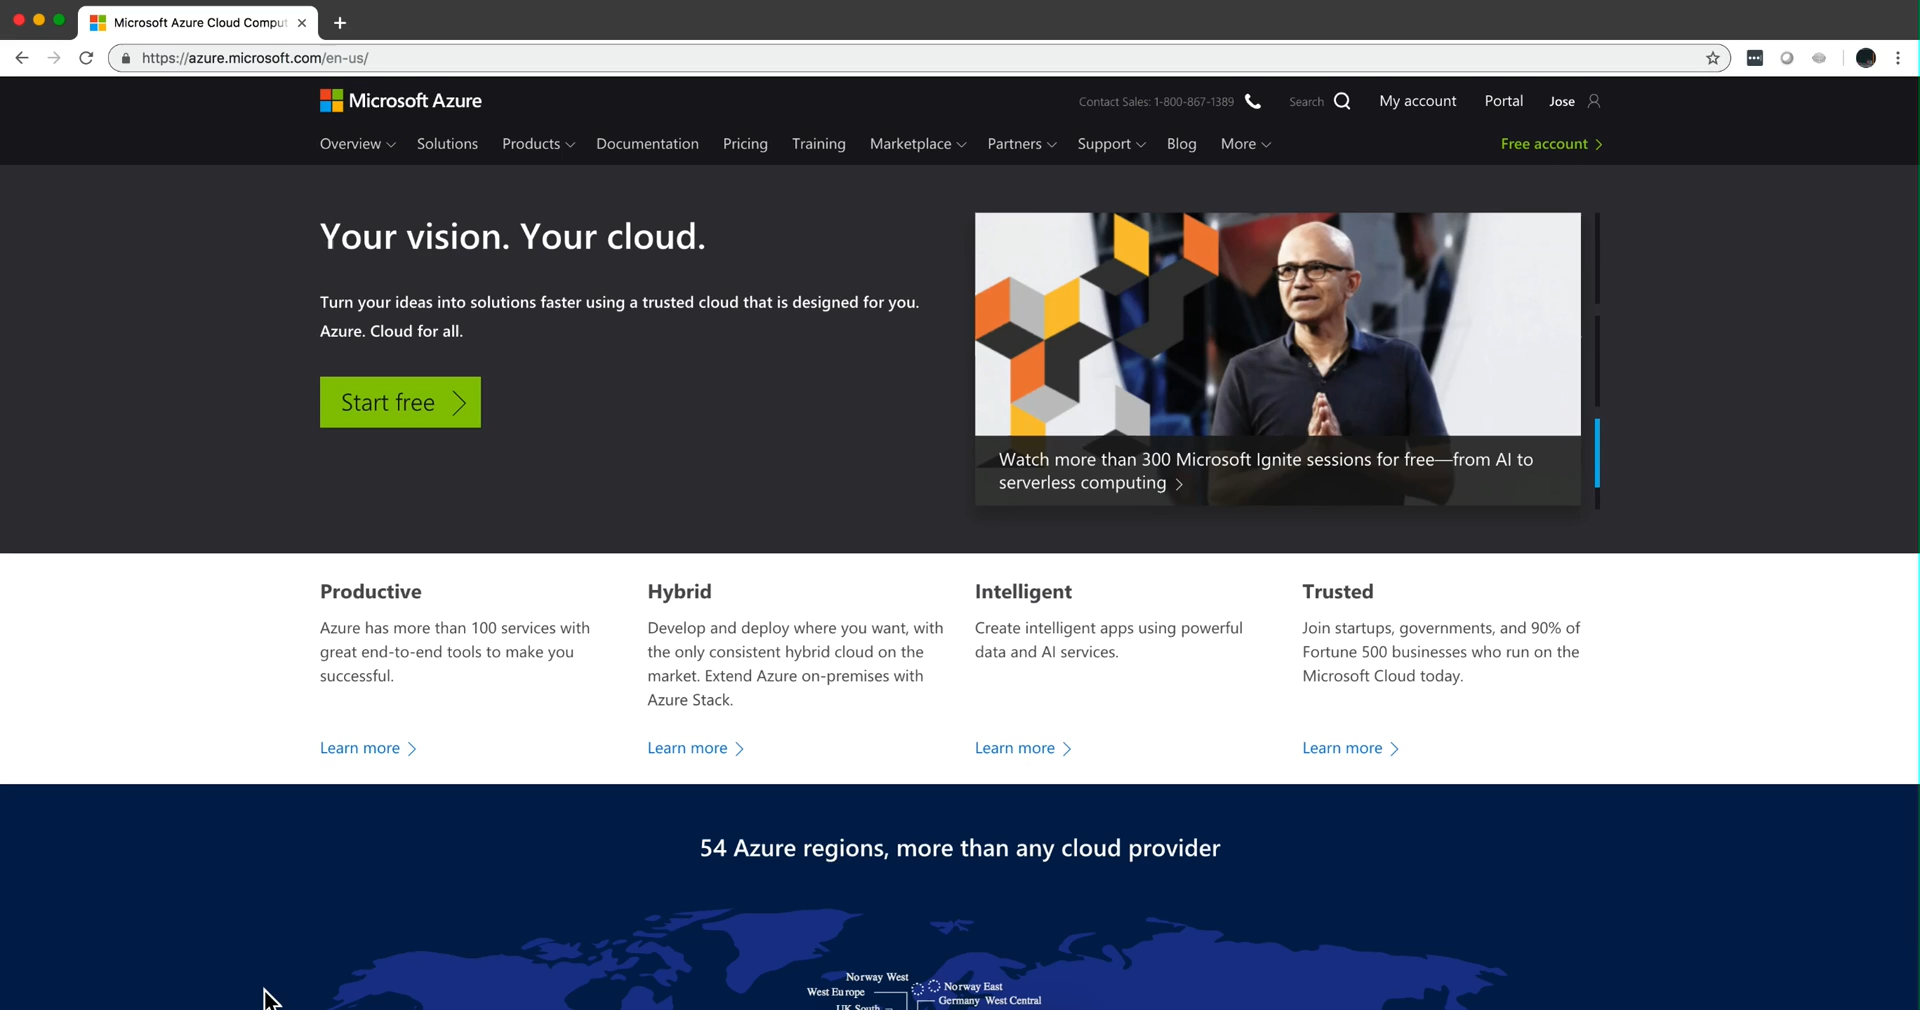 Microsoft Azure Cloud Comput
https://azure.microsoft.com/en-us/
Microsoft Azure
Contact Sales: 1-800-867-1389
Search
My account
Portal
Jose
Overview
Solutions
Products
Documentation
Pricing
Training
Marketplace
Partners
Support
Blog
More
Free account
Your vision. Your cloud.
Turn your ideas into solutions faster using a trusted cloud that is designed for you.
Azure. Cloud for all.
Start free
Watch more than 300 Microsoft Ignite sessions for free—from AI to
serverless computing
Productive
Azure has more than 100 services with
great end-to-end tools to make you
successful.
Learn more
Hybrid
Develop and deploy where you want, with
the only consistent hybrid cloud on the
market. Extend Azure on-premises with
Azure Stack.
Learn more
Intelligent
Create intelligent apps using powerful
data and AI services.
Learn more
Trusted
Join startups, governments, and 90% of
Fortune 500 businesses who run on the
Microsoft Cloud today.
Learn more
54 Azure regions, more than any cloud provider
Norway West
Norway East
West Europe
Germany West Central
UK South